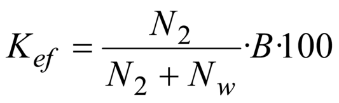 K_ef = N_2 / (N_2 + N_w) · B · 100